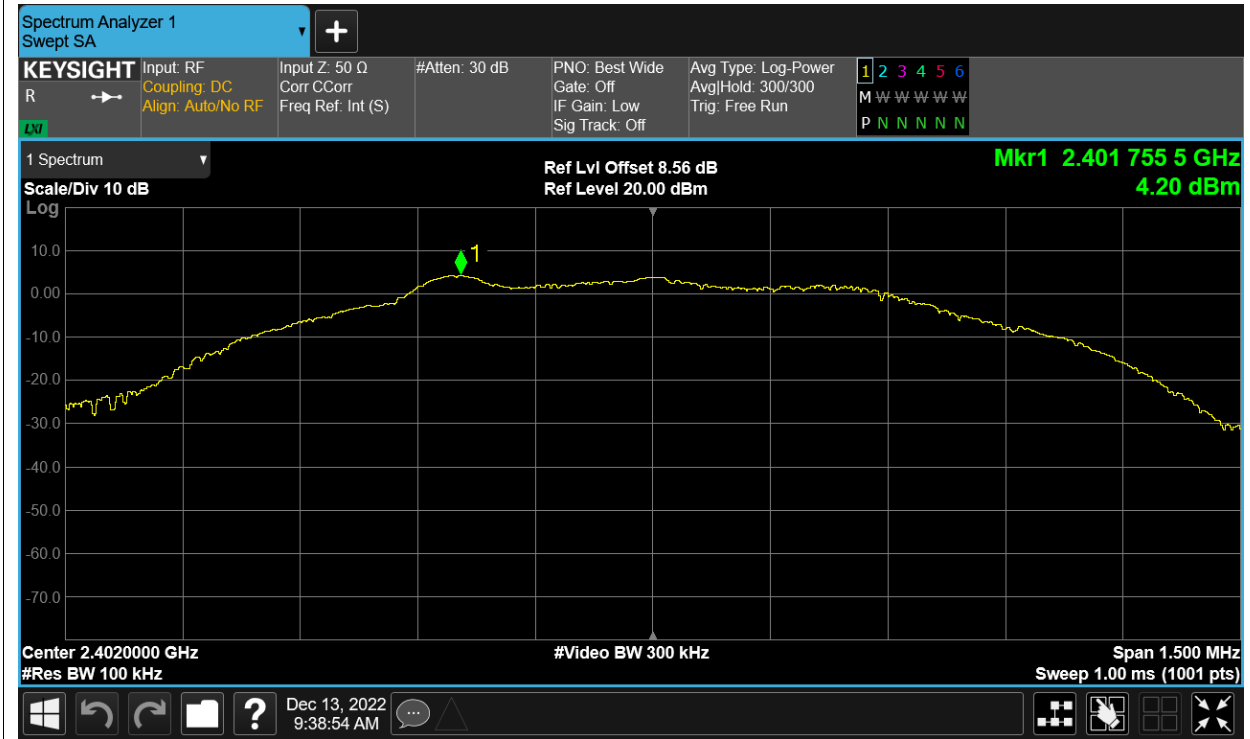 Spectrum Analyzer 1
Swept SA
KEYSIGHT
R
LXI
Input: RF
Coupling: DC
Align: Auto/No RF
Input Z: 50 Ω
Corr CCorr
Freq Ref: Int (S)
#Atten: 30 dB
PNO: Best Wide
Gate: Off
IF Gain: Low
Sig Track: Off
Avg Type: Log-Power
Avg|Hold: 300/300
Trig: Free Run
1 2 3 4 5 6
M W W W W W
P N N N N N
1 Spectrum
Scale/Div 10 dB
Log
Ref Lvl Offset 8.56 dB
Ref Level 20.00 dBm
Mkr1 2.401 755 5 GHz
4.20 dBm
1
10.0
0.00
-10.0
-20.0
-30.0
-40.0
-50.0
-60.0
-70.0
Center 2.4020000 GHz
#Res BW 100 kHz
#Video BW 300 kHz
Span 1.500 MHz
Sweep 1.00 ms (1001 pts)
?
Dec 13, 2022
9:38:54 AM